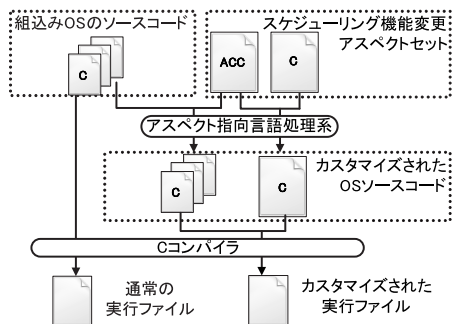 組込みOSのソースコード
スケジューリング機能変更
アスペクトセット
C
ACC
C
アスペクト指向言語処理系
C
C
カスタマイズされた
OSソースコード
Cコンパイラ
通常の
実行ファイル
カスタマイズされた
実行ファイル